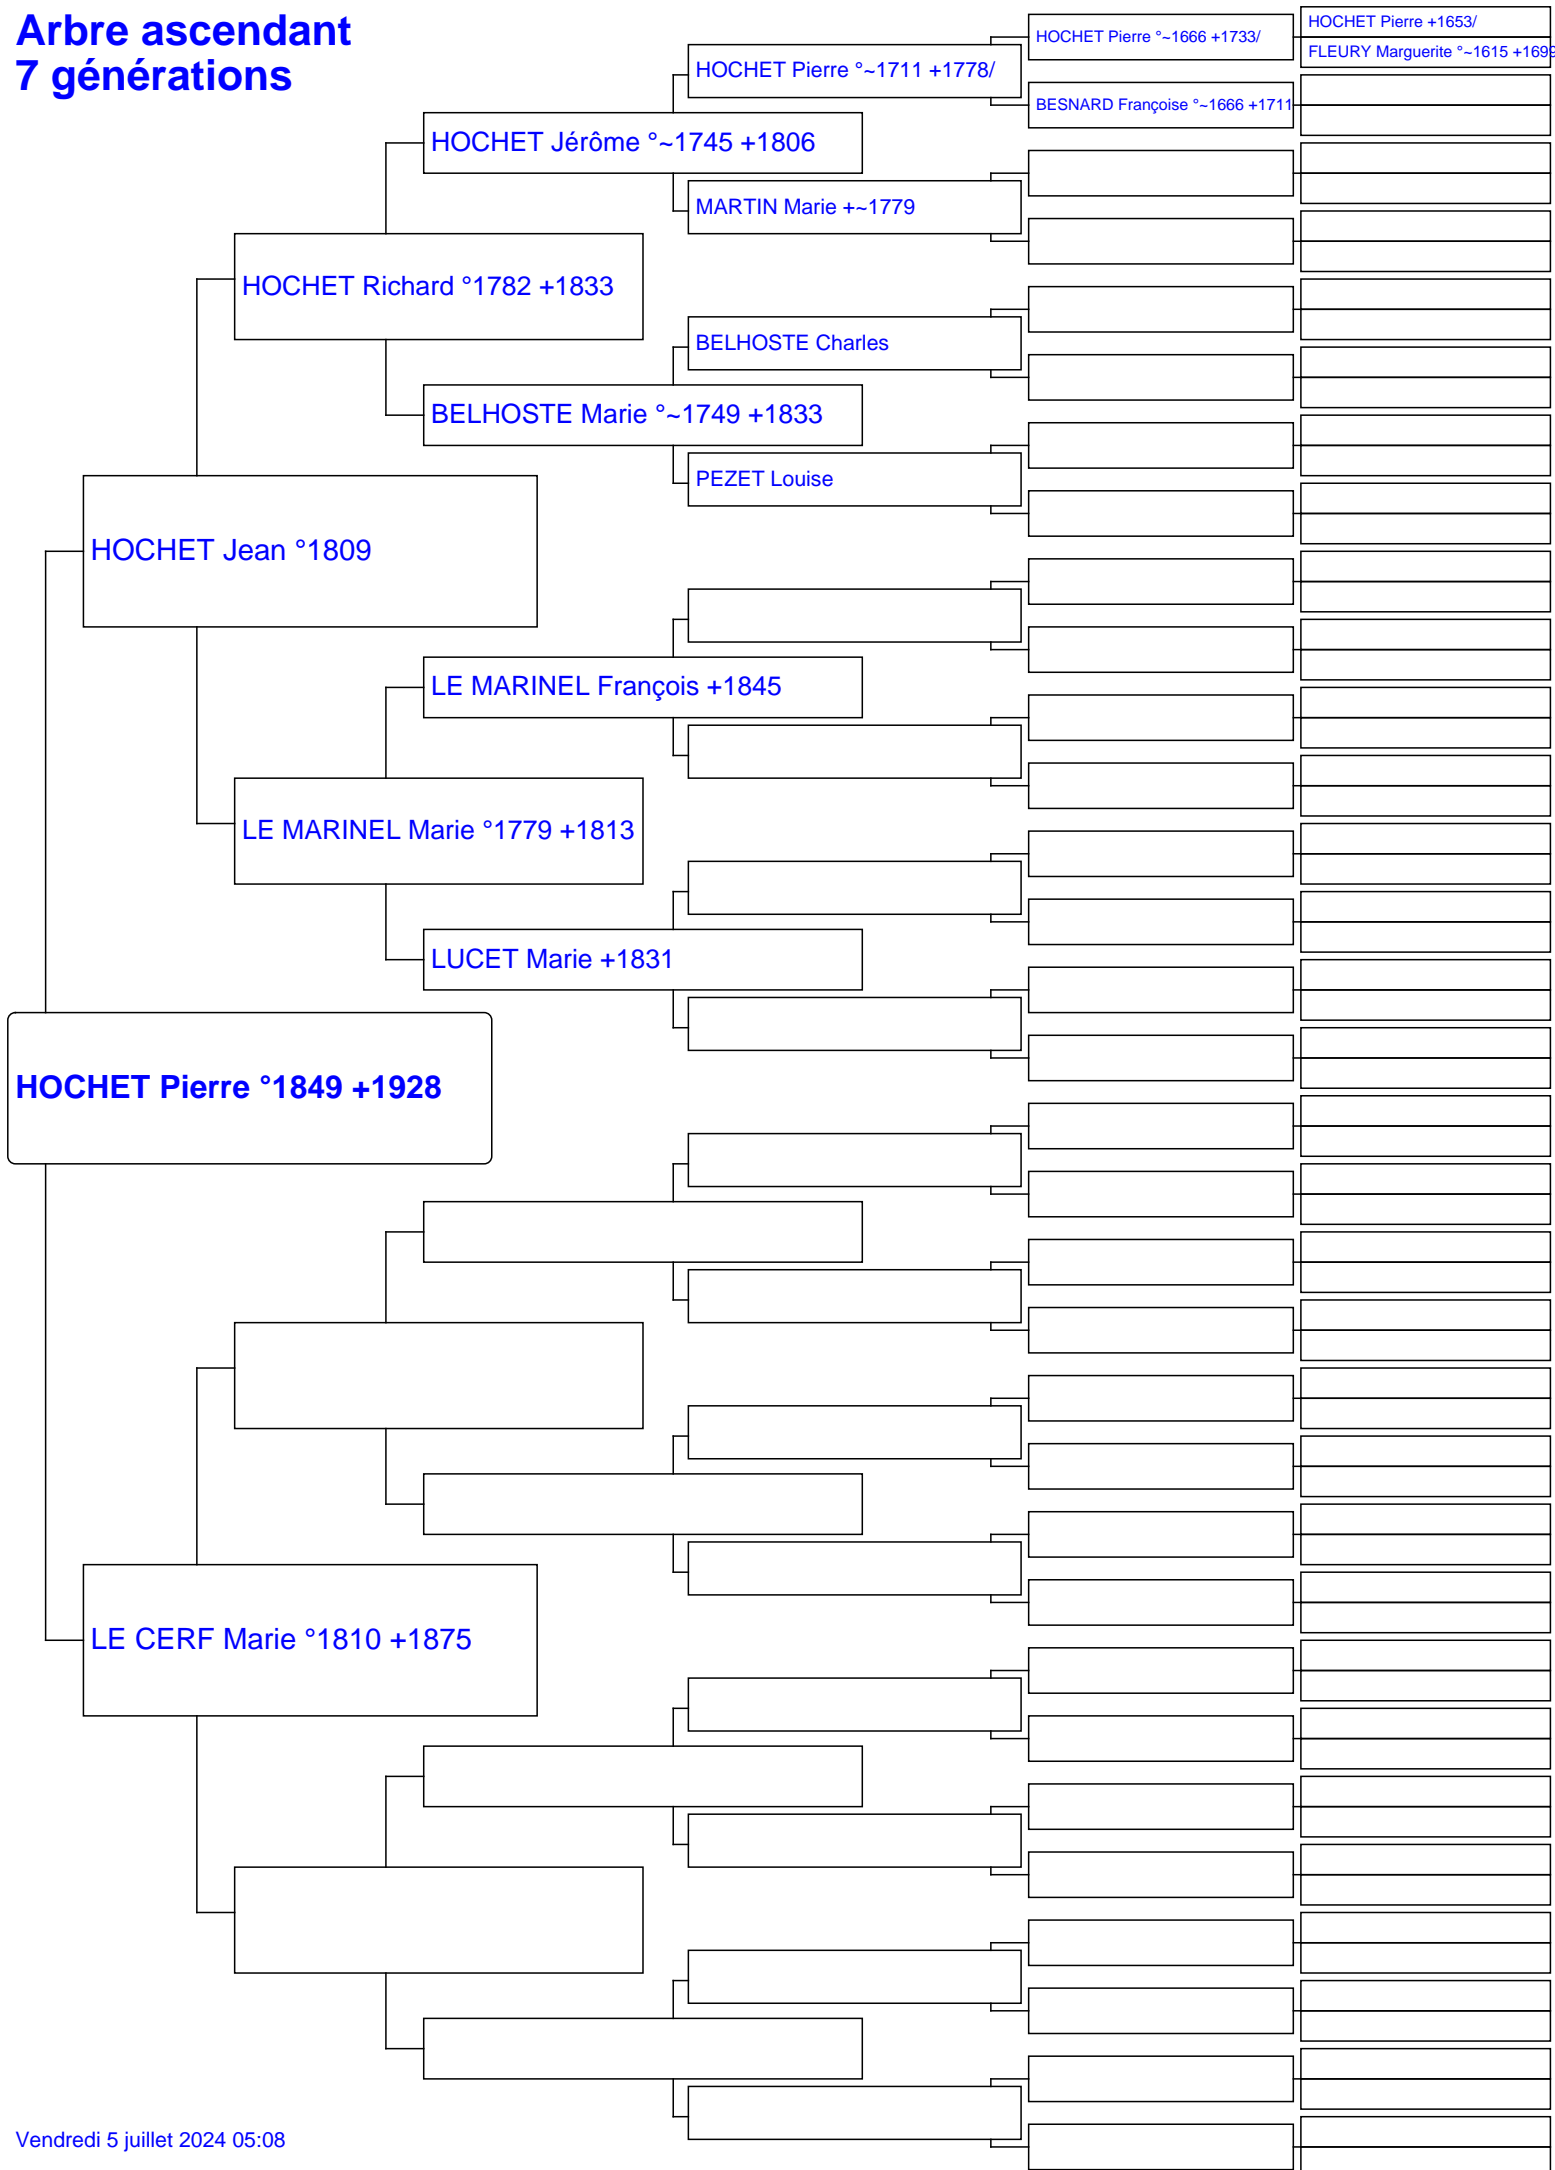 Arbre ascendant
7 générations
HOCHET Pierre +1653/
HOCHET Pierre °~1666 +1733/
FLEURY Marguerite °~1615 +1699
HOCHET Pierre °~1711 +1778/
BESNARD Françoise °~1666 +1711
HOCHET Jérôme °~1745 +1806
MARTIN Marie +~1779
HOCHET Richard °1782 +1833
BELHOSTE Charles
BELHOSTE Marie °~1749 +1833
PEZET Louise
HOCHET Jean °1809
LE MARINEL François +1845
LE MARINEL Marie °1779 +1813
LUCET Marie +1831
HOCHET Pierre °1849 +1928
LE CERF Marie °1810 +1875
Vendredi 5 juillet 2024 05:08